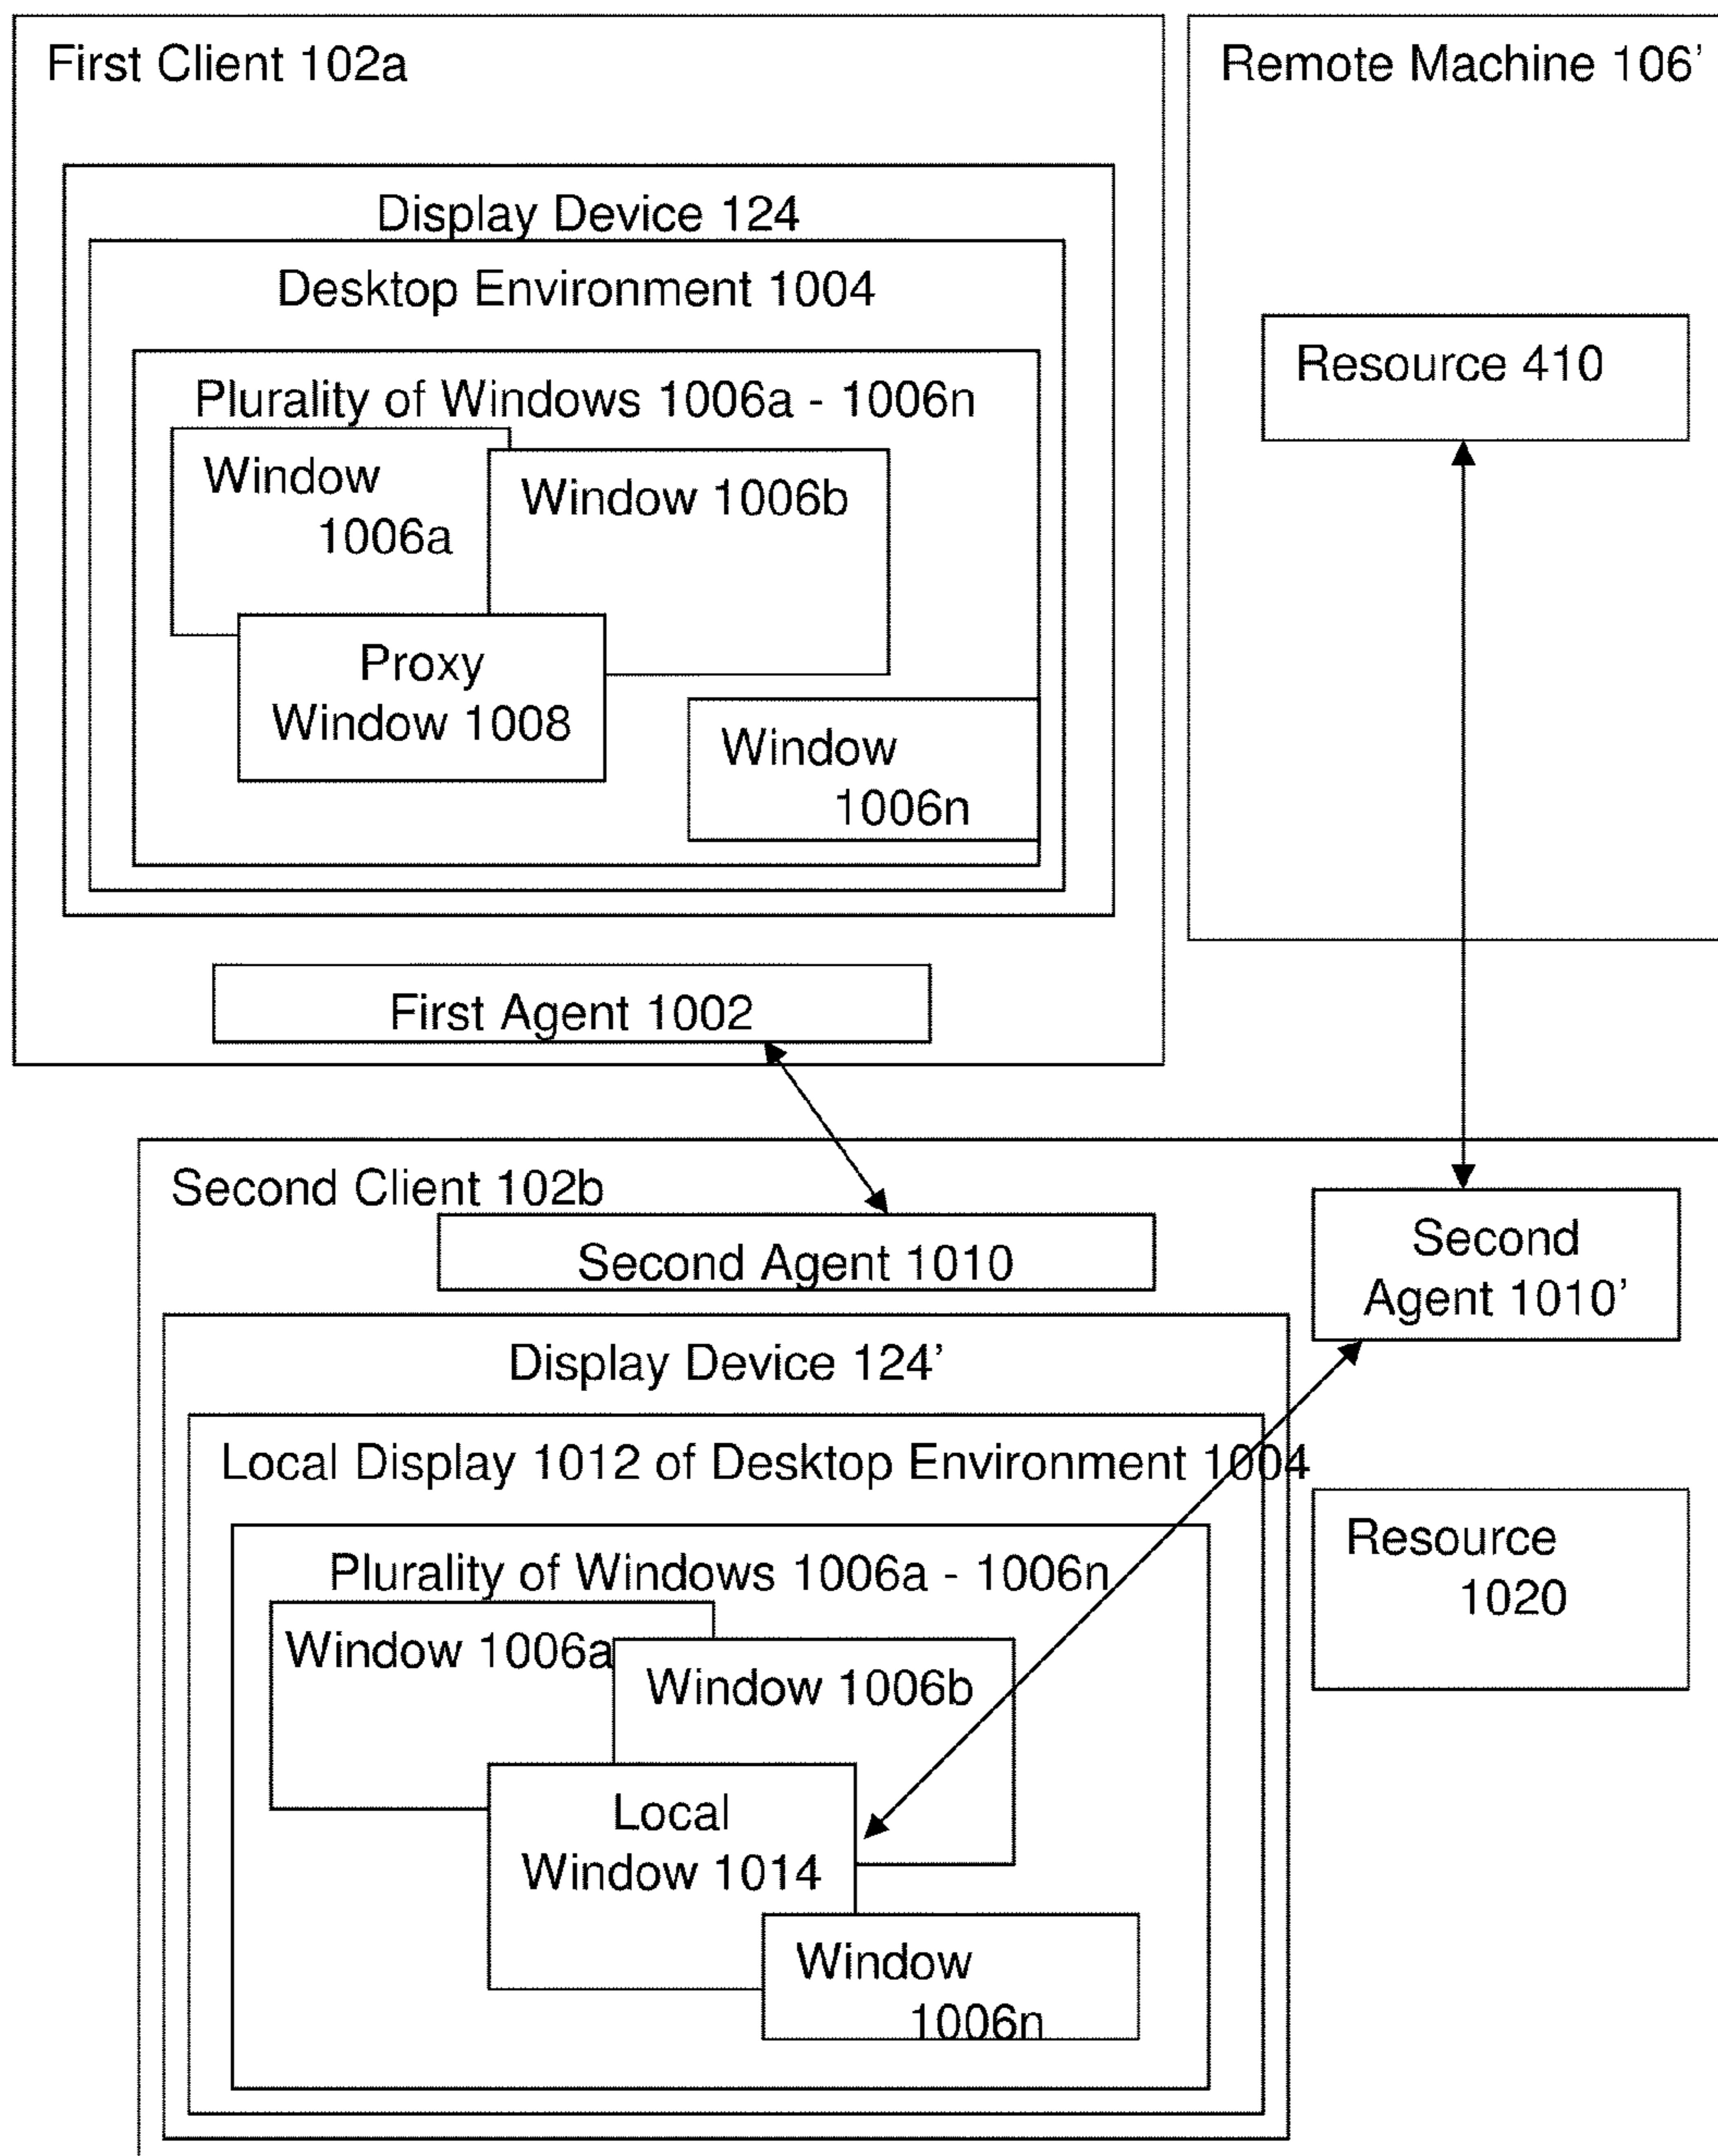 First Client 102a
Display Device 124
Desktop Environment 1004
Plurality of Windows 1006a - 1006n
Window
1006a
Window 1006b
Proxy
Window 1008
Window
1006n
First Agent 1002
Remote Machine 106’
Resource 410
Second Client 102b
Second Agent 1010
Second
Agent 1010’
Display Device 124’
Local Display 1012 of Desktop Environment 1004
Plurality of Windows 1006a - 1006n
Window 1006a
Window 1006b
Local
Window 1014
Window
1006n
Resource
1020